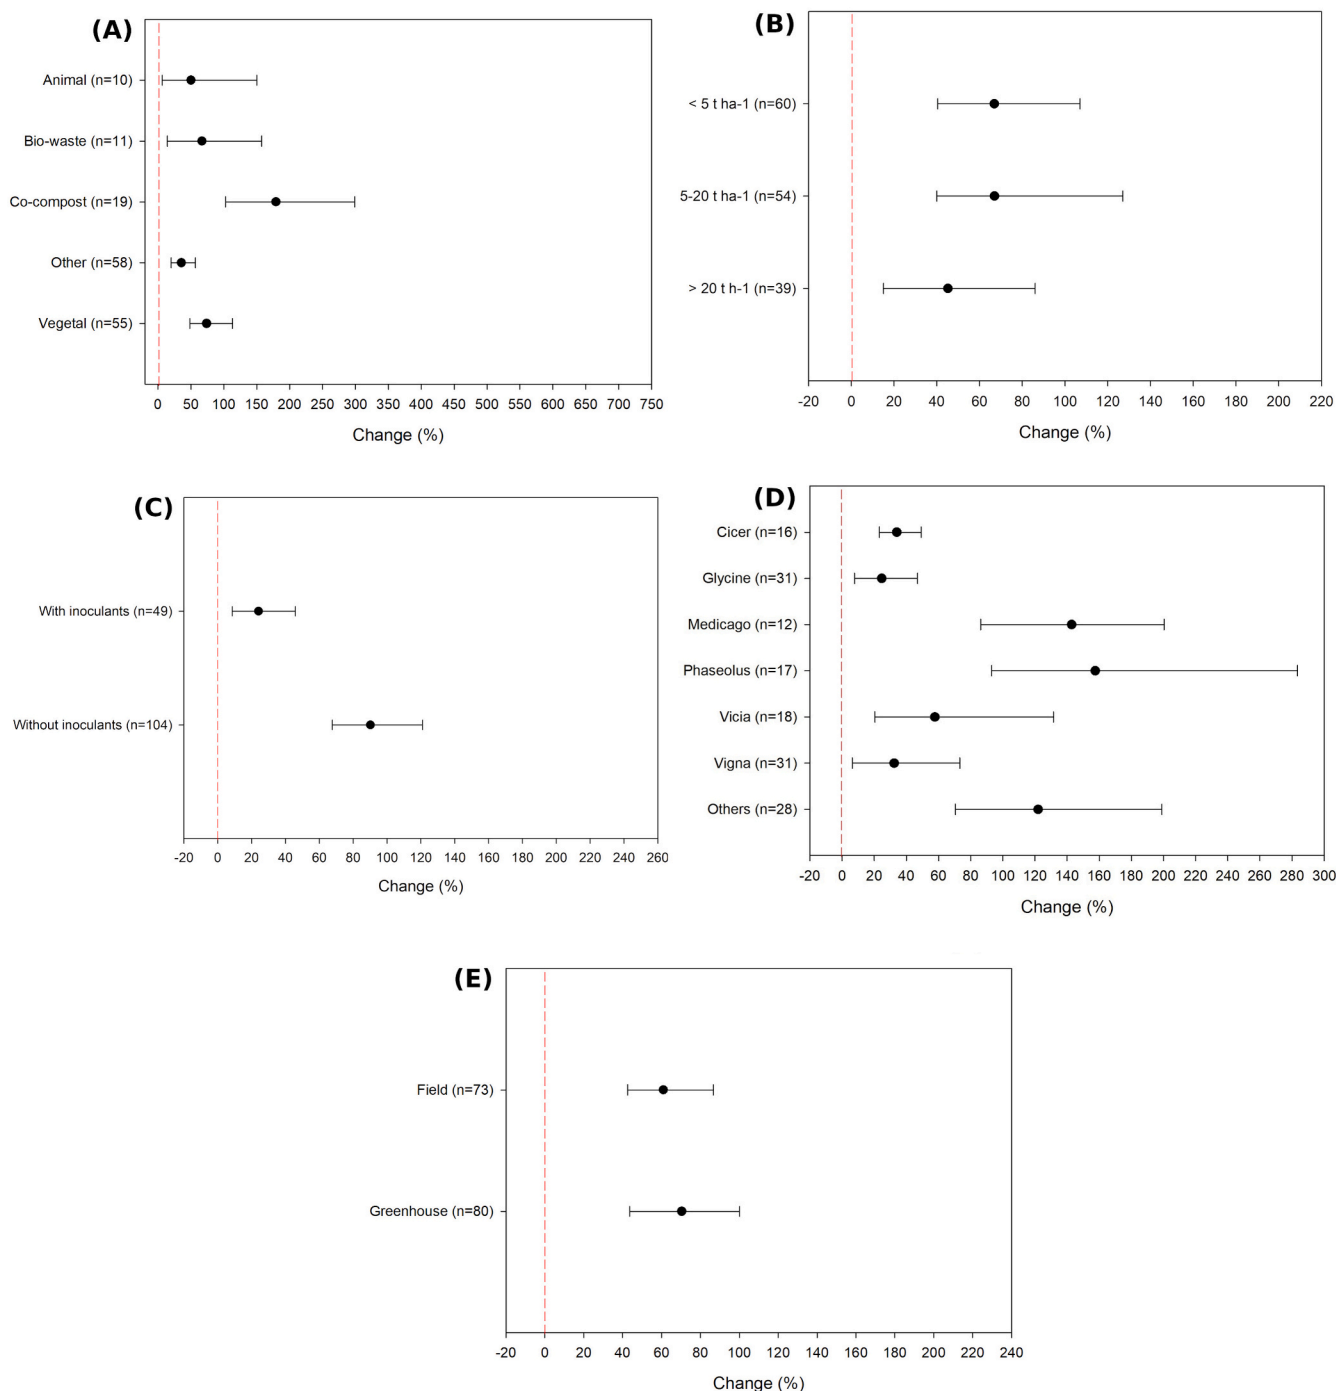 (A)
Animal (n=10)
Bio-waste (n=11)
Co-compost (n=19)
Other (n=58)
Vegetal (n=55)
0 50 100 150 200 250 300 350 400 450 500 550 600 650 700 750
Change (%)
(B)
< 5 t ha-1 (n=60)
5-20 t ha-1 (n=54)
> 20 t h-1 (n=39)
-20 0 20 40 60 80 100 120 140 160 180 200 220
Change (%)
(C)
With inoculants (n=49)
Without inoculants (n=104)
-20 0 20 40 60 80 100 120 140 160 180 200 220 240 260
Change (%)
(D)
Cicer (n=16)
Glycine (n=31)
Medicago (n=12)
Phaseolus (n=17)
Vicia (n=18)
Vigna (n=31)
Others (n=28)
-20 0 20 40 60 80 100 120 140 160 180 200 220 240 260 280 300
Change (%)
(E)
Field (n=73)
Greenhouse (n=80)
-20 0 20 40 60 80 100 120 140 160 180 200 220 240
Change (%)